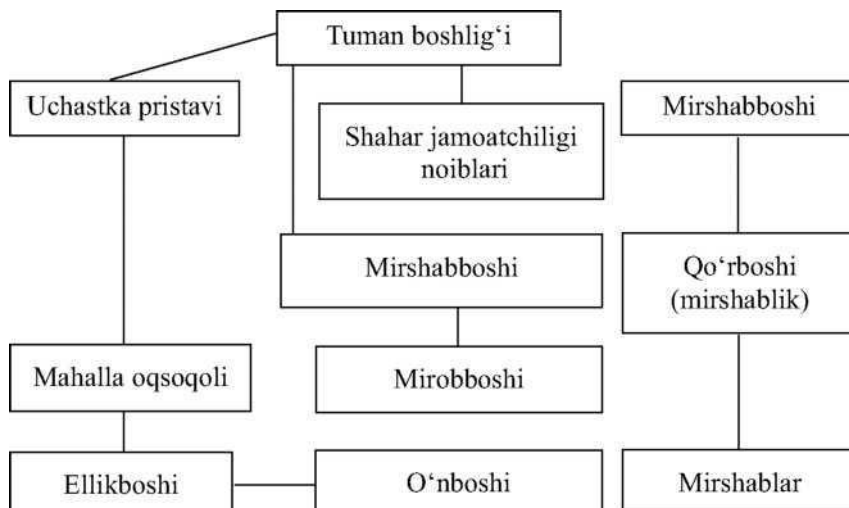 Tuman boshlig‘i
Uchastka pristavi
Shahar jamoatchiligi
noiblari
Mirshabboshi
Mirshabboshi
Qo‘rboshi
(mirshablik)
Mahalla oqsoqoli
Mirobboshi
Ellikboshi
O‘nboshi
Mirshablar